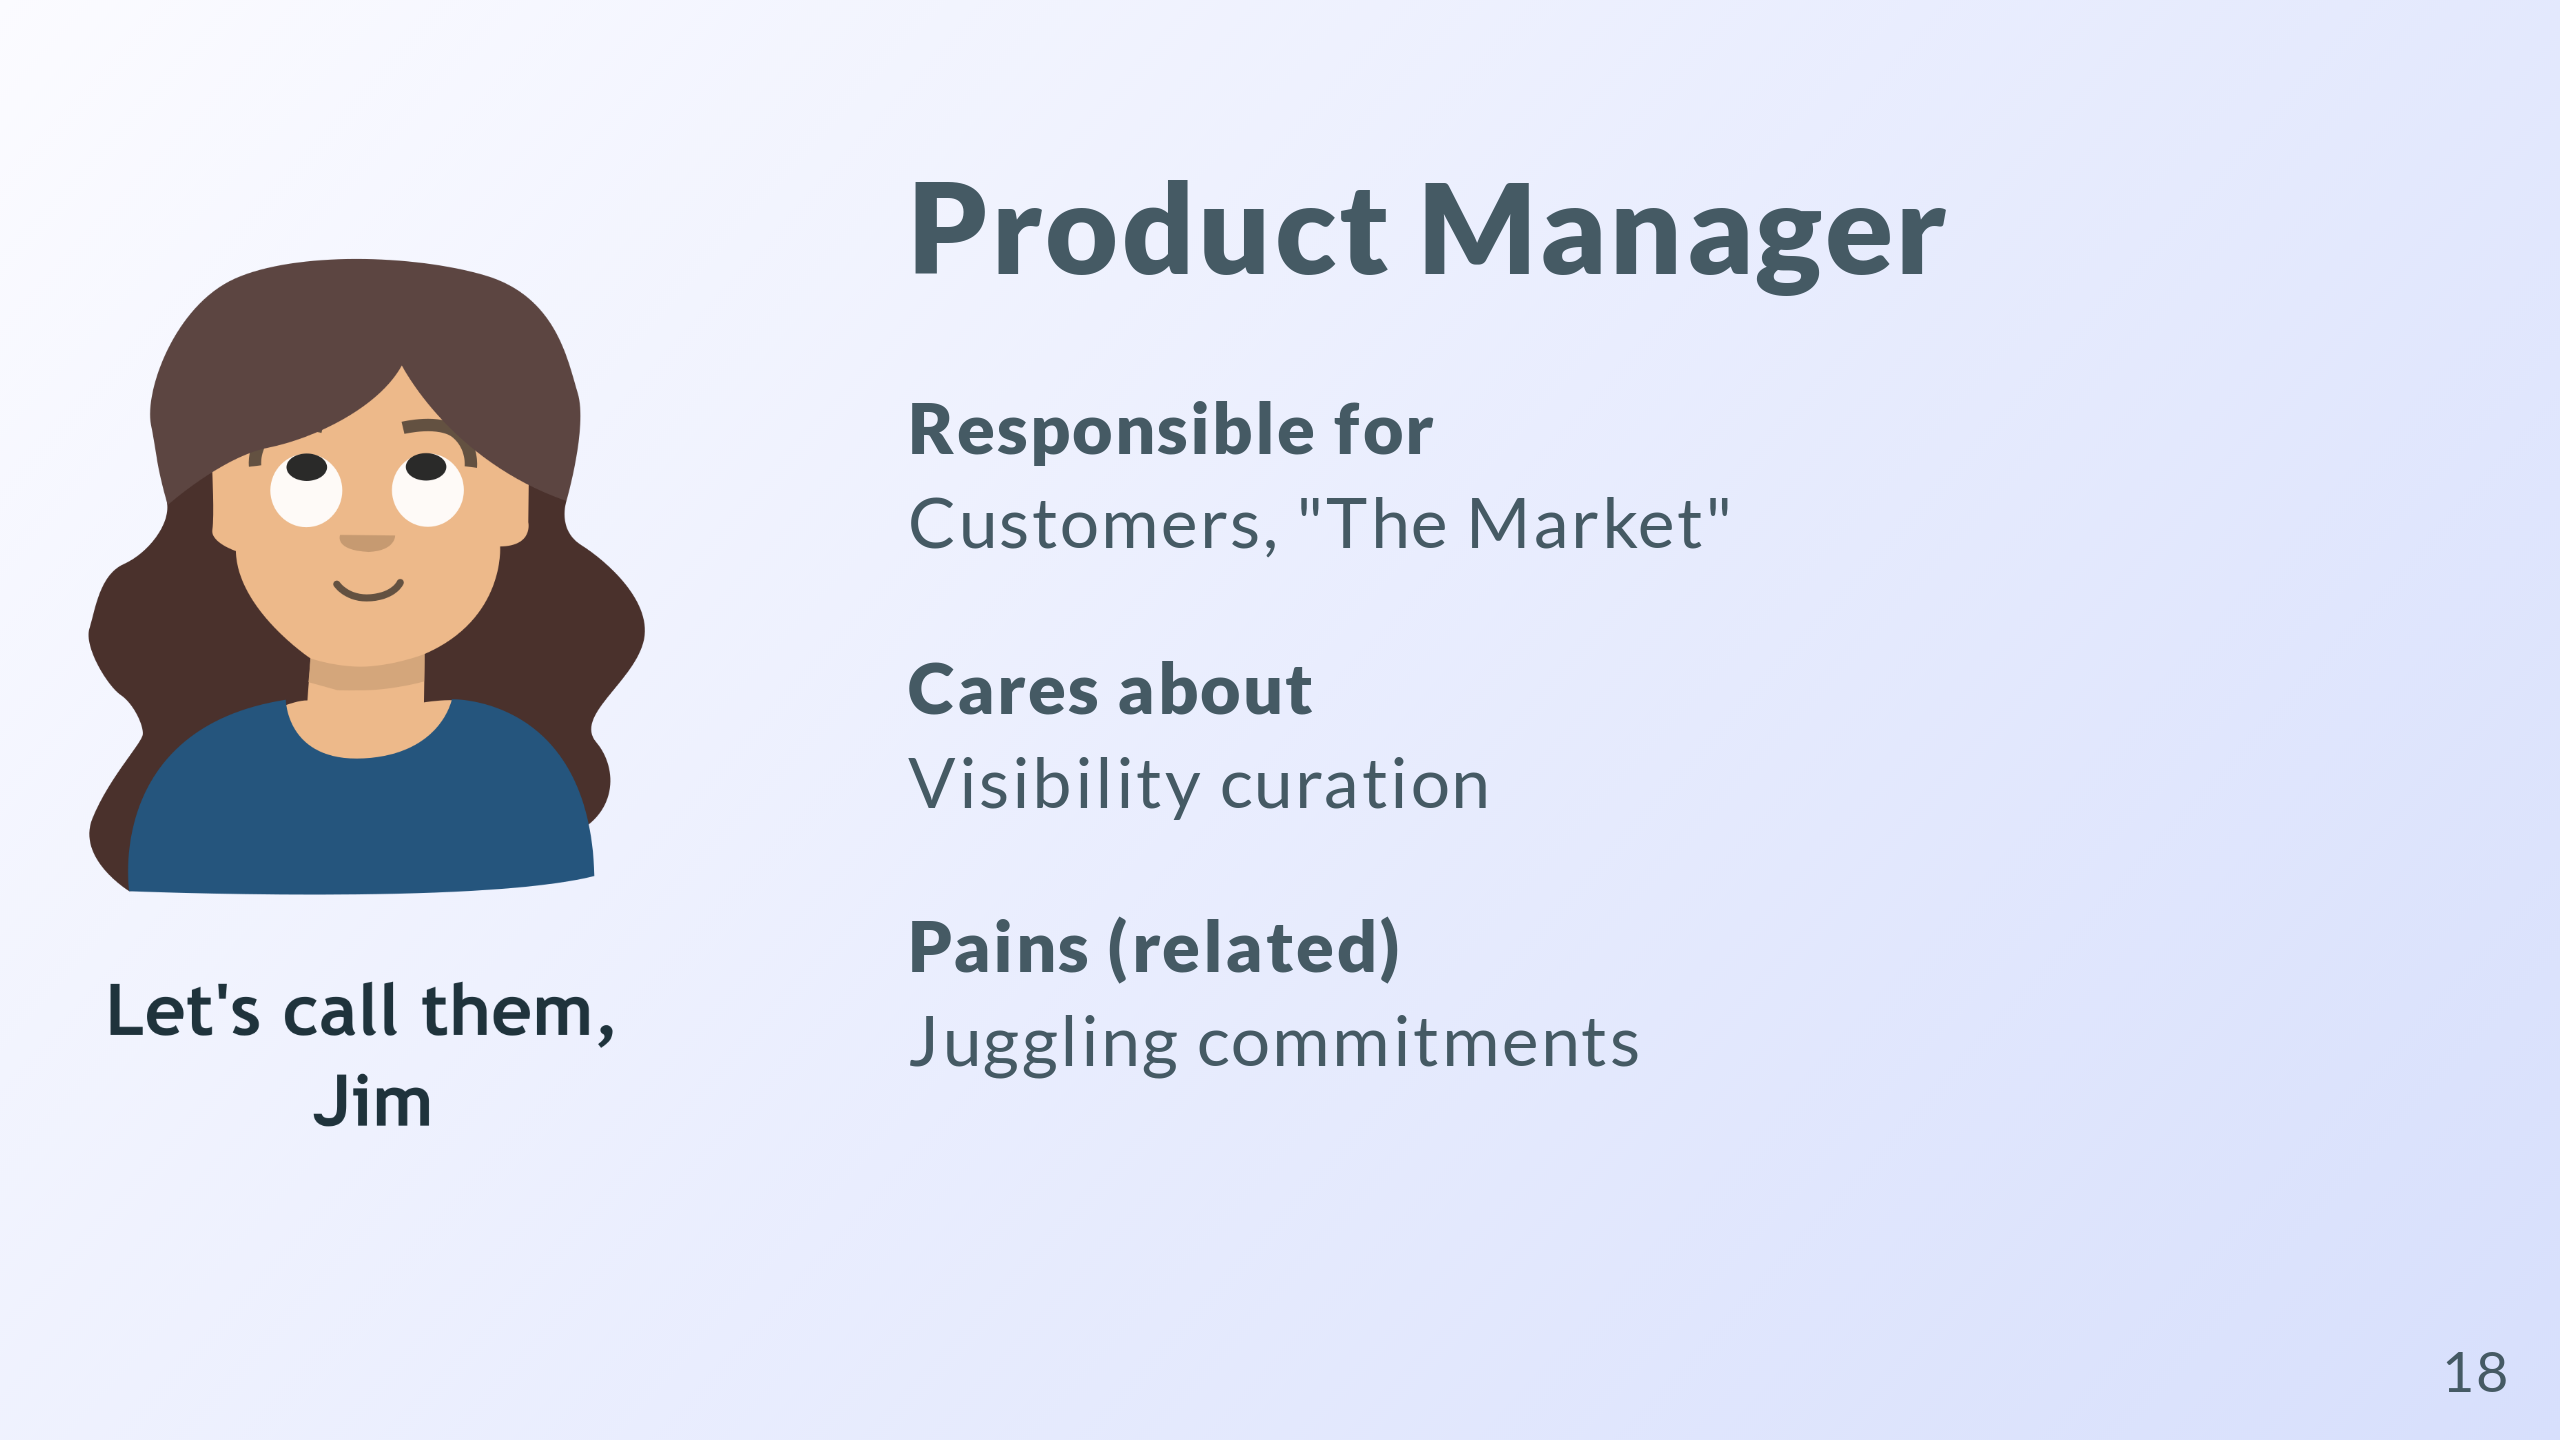 Product Manager
Responsible for
Customers, "The Market"
Cares about
Visibility curation
Pains (related)
Juggling commitments
Let's call them,
Jim
18